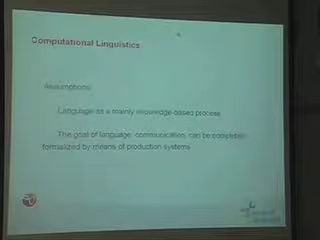 Computational Linguistics
Assumptions:
Language as a mainly knowledge-based process
The goal of language, communication, can be completely
formalized by means of production systems